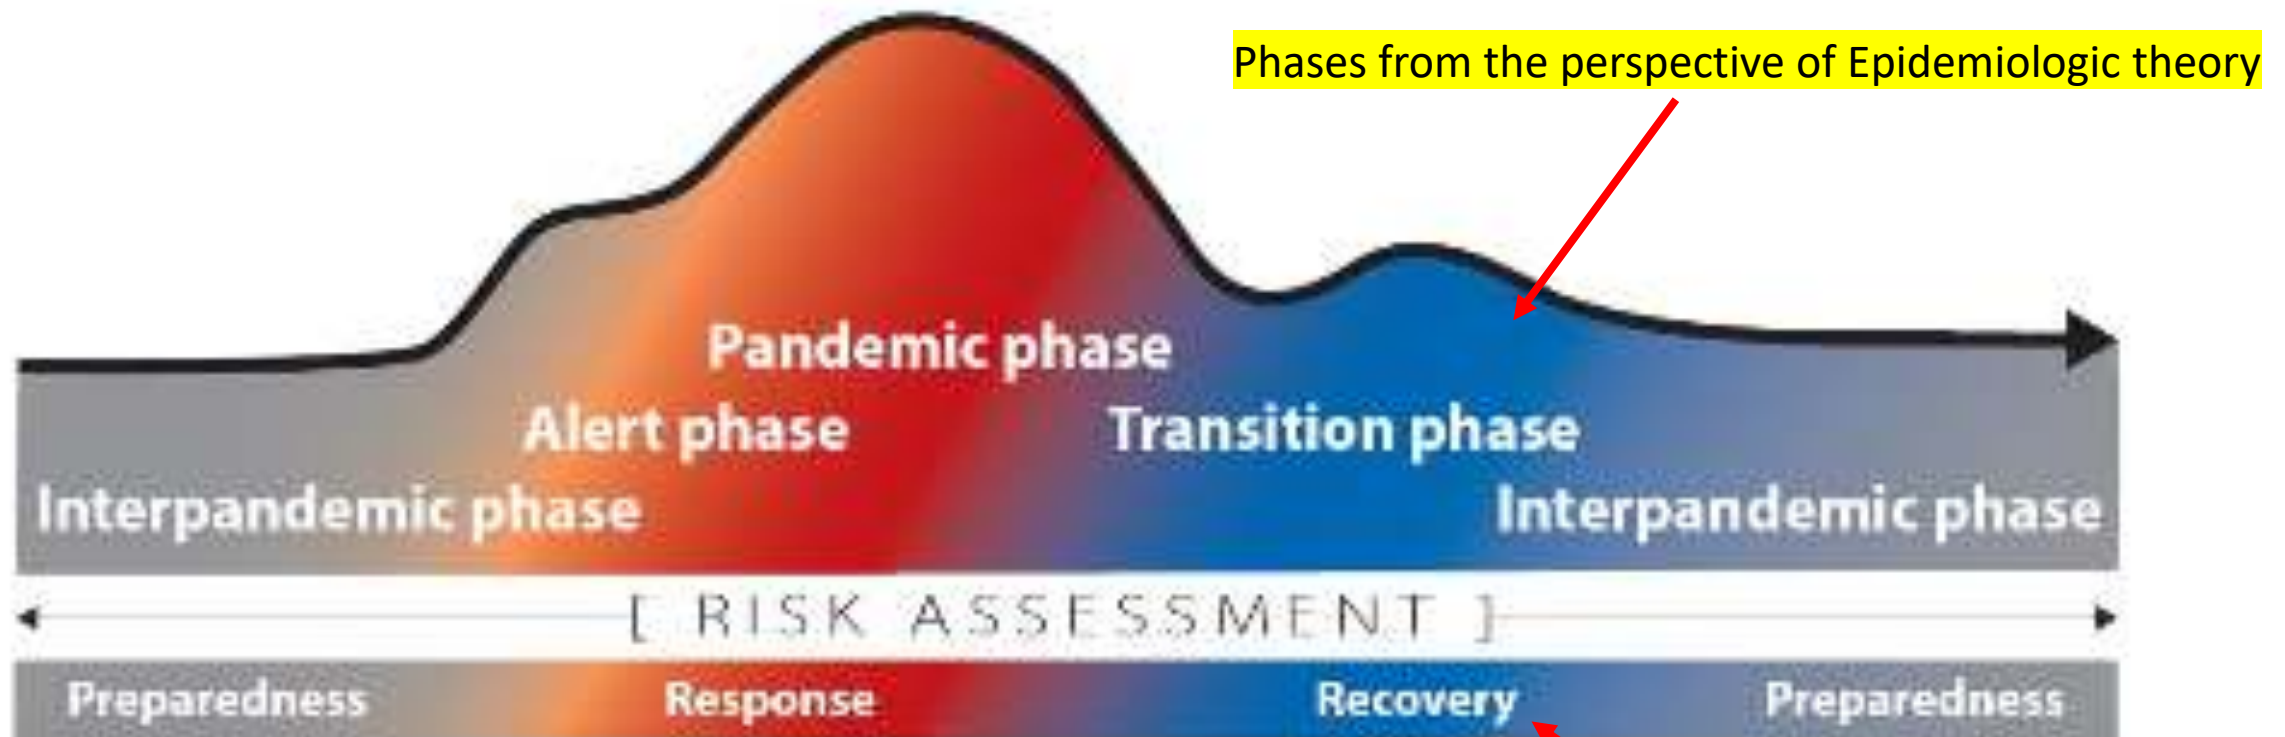 Phases from the perspective of Epidemiologic theory
Pandemic phase
Alert phase
Transition phase
Interpandemic phase
Interpandemic phase
[ RISK ASSESSMENT ]
Preparedness
Response
Recovery
Preparedness